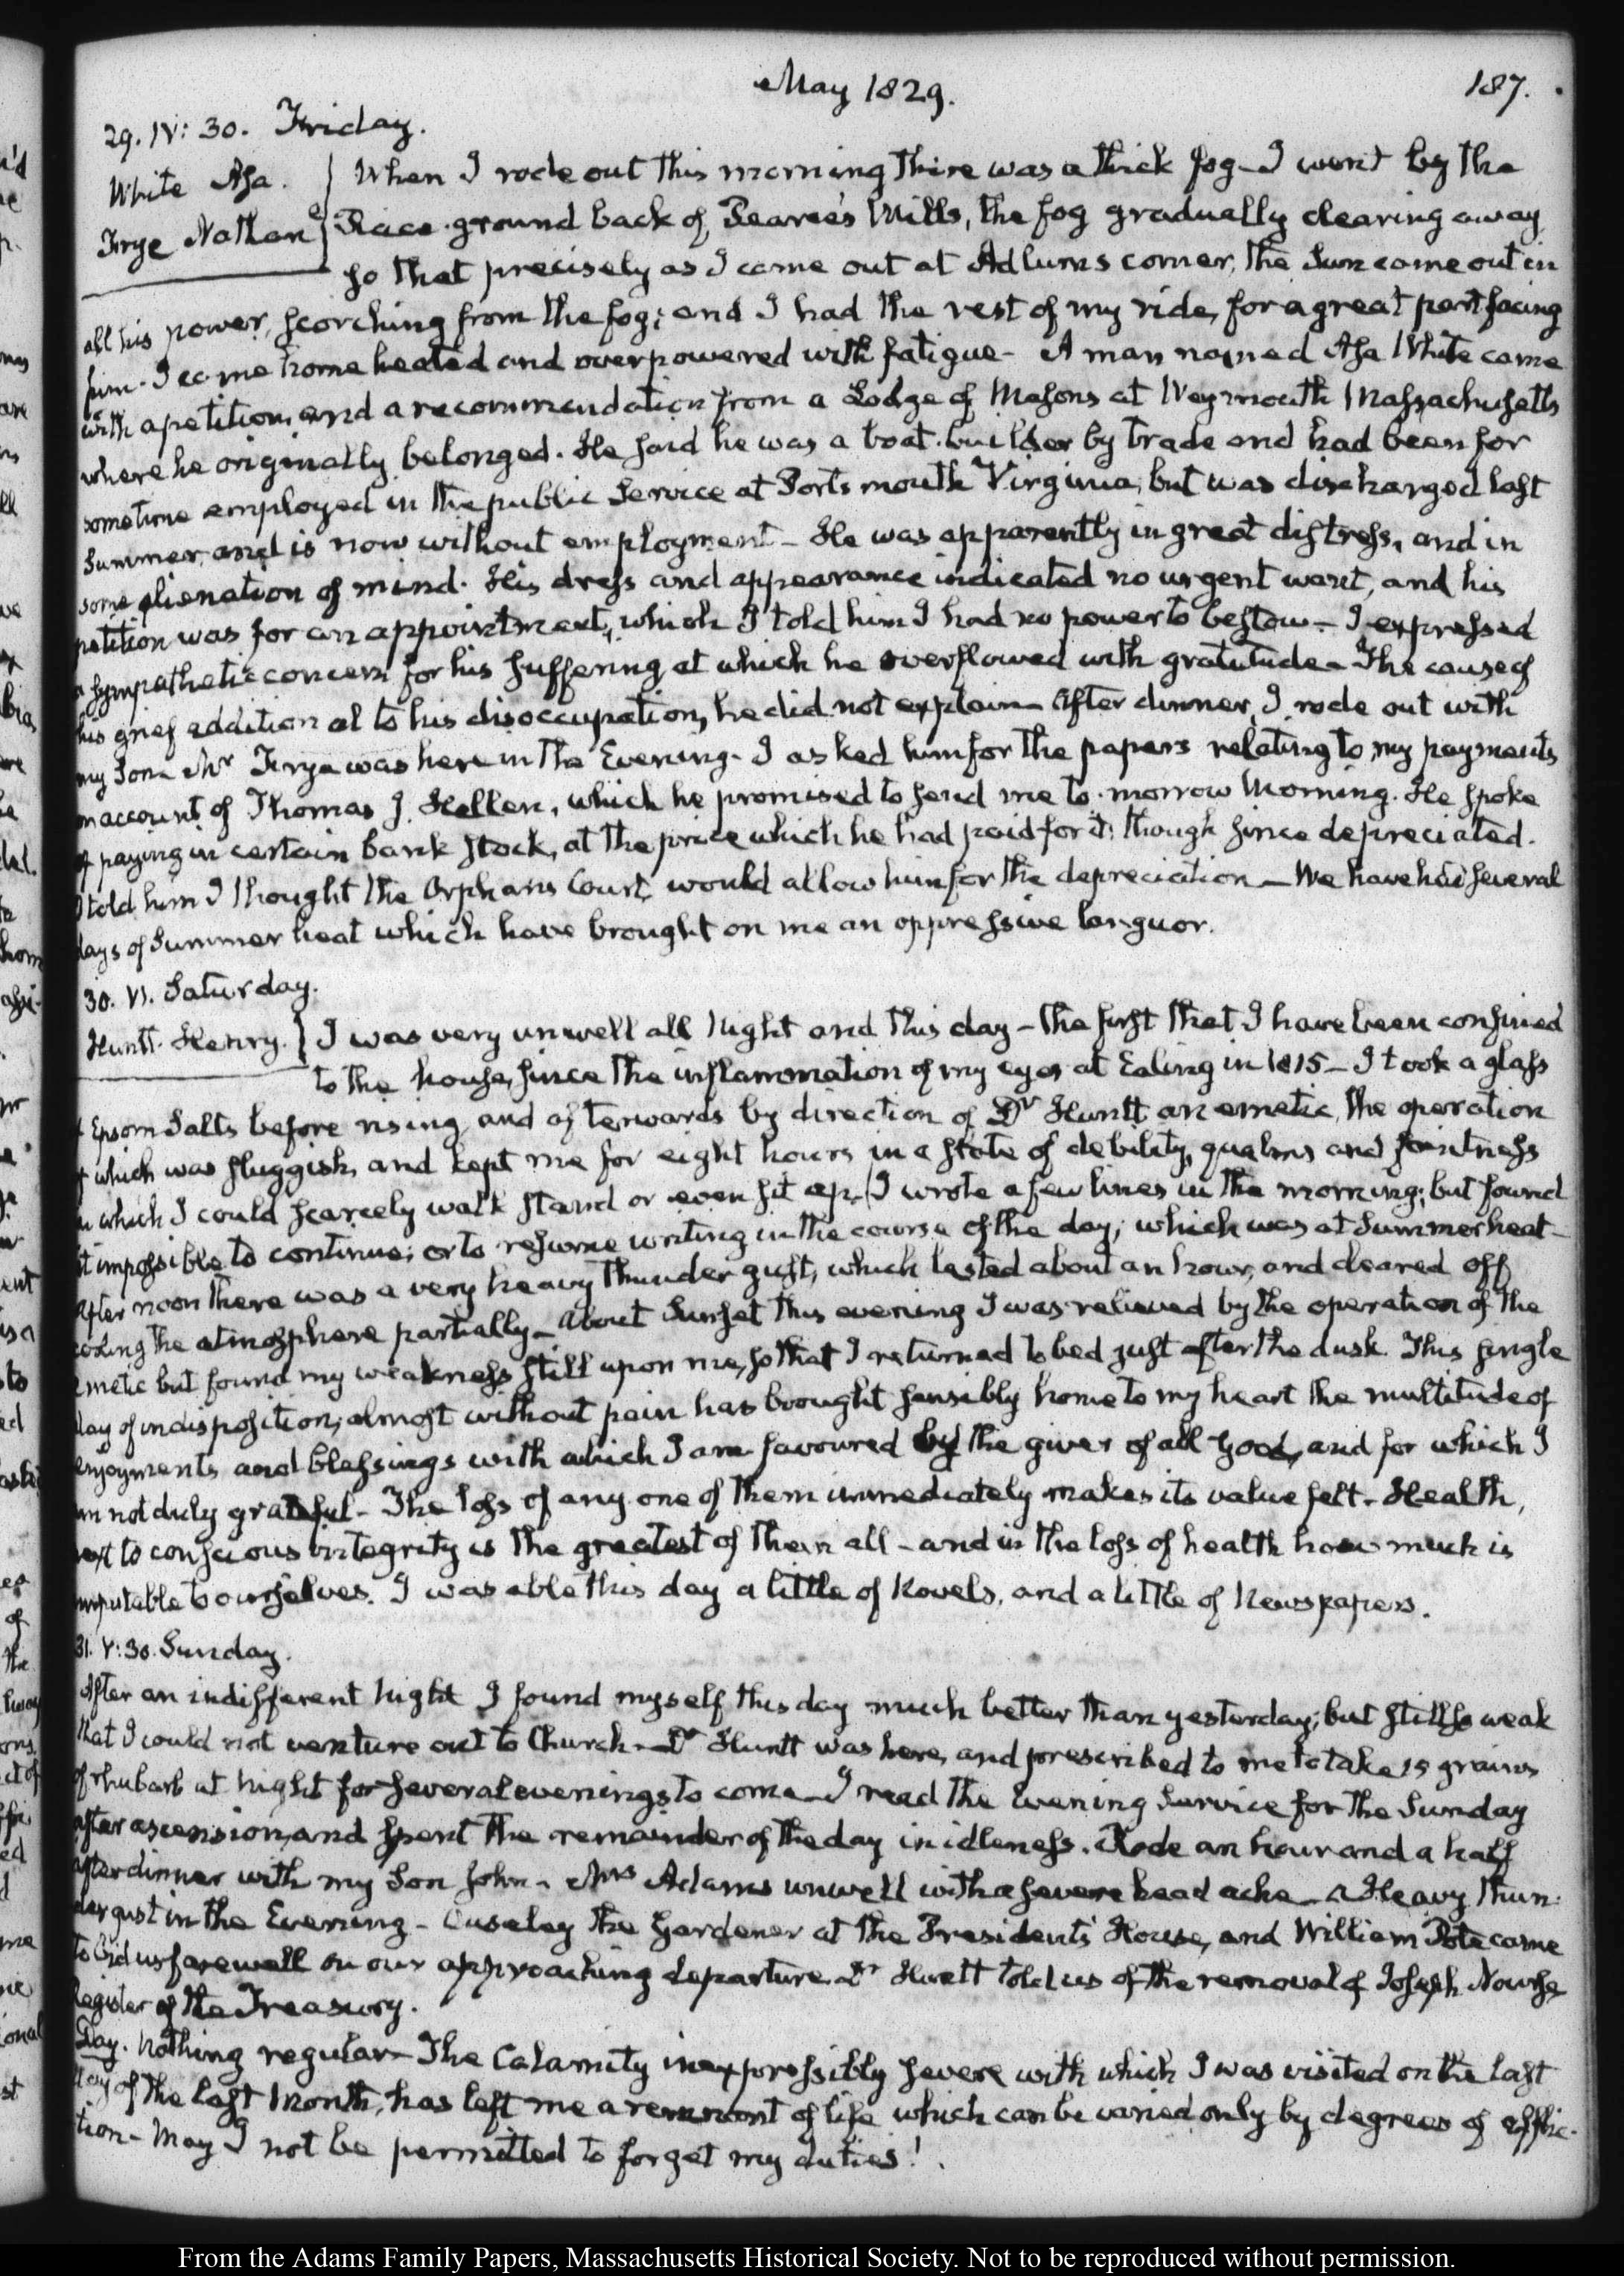 May 1829.
187.
29. IV: 30. Friday.
White Asa.
Frye Nathan
When I rode out this morning there was a thick fog - I went by the
Race-ground back of Pearce's Mills, the fog gradually clearing away
so that precisely as I came out at Adlum's corner, the Sun came out in
all his power, scorching from the fog; and I had the rest of my ride, for a great part facing
him - I came home heated and overpowered with fatigue - A man named Asa White came
with a petition, and a recommendation from a Lodge of Masons at Weymouth Massachusetts
where he originally belonged. He said he was a boat-builder by trade and had been for
sometime employed in the public Service at Portsmouth Virginia, but was discharged last
Summer, and is now without employment - He was apparently in great distress, and in
some alienation of mind. His dress and appearance indicated no urgent want, and his
petition was for an appointment, which I told him I had no power to bestow - I expressed
a sympathetic concern for his suffering, at which he overflowed with gratitude - The cause of
his grief additional to his disoccupation, he did not explain - After dinner, I rode out with
my Son - Mr Frye was here in the Evening - I asked him for the papers relating to my payments
on account of Thomas J. Hellen, which he promised to send me to-morrow Morning. He spoke
of paying in certain bank stock, at the price which he had paid for it; though since depreciated.
I told him I thought the Orphans Court would allow him for the depreciation - We have had several
days of Summer heat which have brought on me an oppressive languor.
30. VI. Saturday.
Huntt. Henry.
I was very unwell all Night and this day - the first that I have been confined
to the house, since the inflammation of my eyes at Ealing in 1815 - I took a glass
of Epsom Salts before rising, and afterwards by direction of Dr Huntt an emetic, the operation
of which was sluggish, and kept me for eight hours in a state of debility, qualms and faintness
in which I could scarcely walk stand or even sit up. I wrote a few lines in the morning; but found
it impossible to continue; or to resume writing in the course of the day; which was at Summer heat -
After noon there was a very heavy Thunder gust, which lasted about an hour, and cleared off
cooling the atmosphere partially - About Sunset this evening I was relieved by the operation of the
emetic but found my weakness still upon me, so that I returned to bed just after the dusk. This single
day of indisposition; almost without pain has brought sensibly home to my heart the multitude of
enjoyments and blessings with which I am favoured by the giver of all good, and for which I
am not duly grateful - The loss of any one of them immediately makes its value felt - Health,
next to conscious integrity is the greatest of them all - and in the loss of health how much is
imputable to ourselves. I was able this day a little of Novels, and a little of Newspapers.
31. V: 30. Sunday.
After an indifferent night I found myself this day much better than yesterday; but still so weak
that I could not venture out to Church - Dr Huntt was here, and prescribed to me to take 15 grains
of rhubarb at night for several evenings to come - I read the Evening Service for the Sunday
after ascension, and spent the remainder of the day in idleness. Rode an hour and a half
after dinner with my Son John - Mrs Adams unwell with a severe head ache - a Heavy thun-
der gust in the Evening - Ouseley the Gardener at the President's House, and William Pote came
to bid us farewell on our approaching departure. Dr Huntt told us of the removal of Joseph Nourse
Register of the Treasury.
Day. Nothing regular - The Calamity inexpressibly severe with which I was visited on the last
day of the last Month, has left me a remnant of life which can be varied only by degrees of afflic-
tion - May I not be permitted to forget my duties!
From the Adams Family Papers, Massachusetts Historical Society. Not to be reproduced without permission.